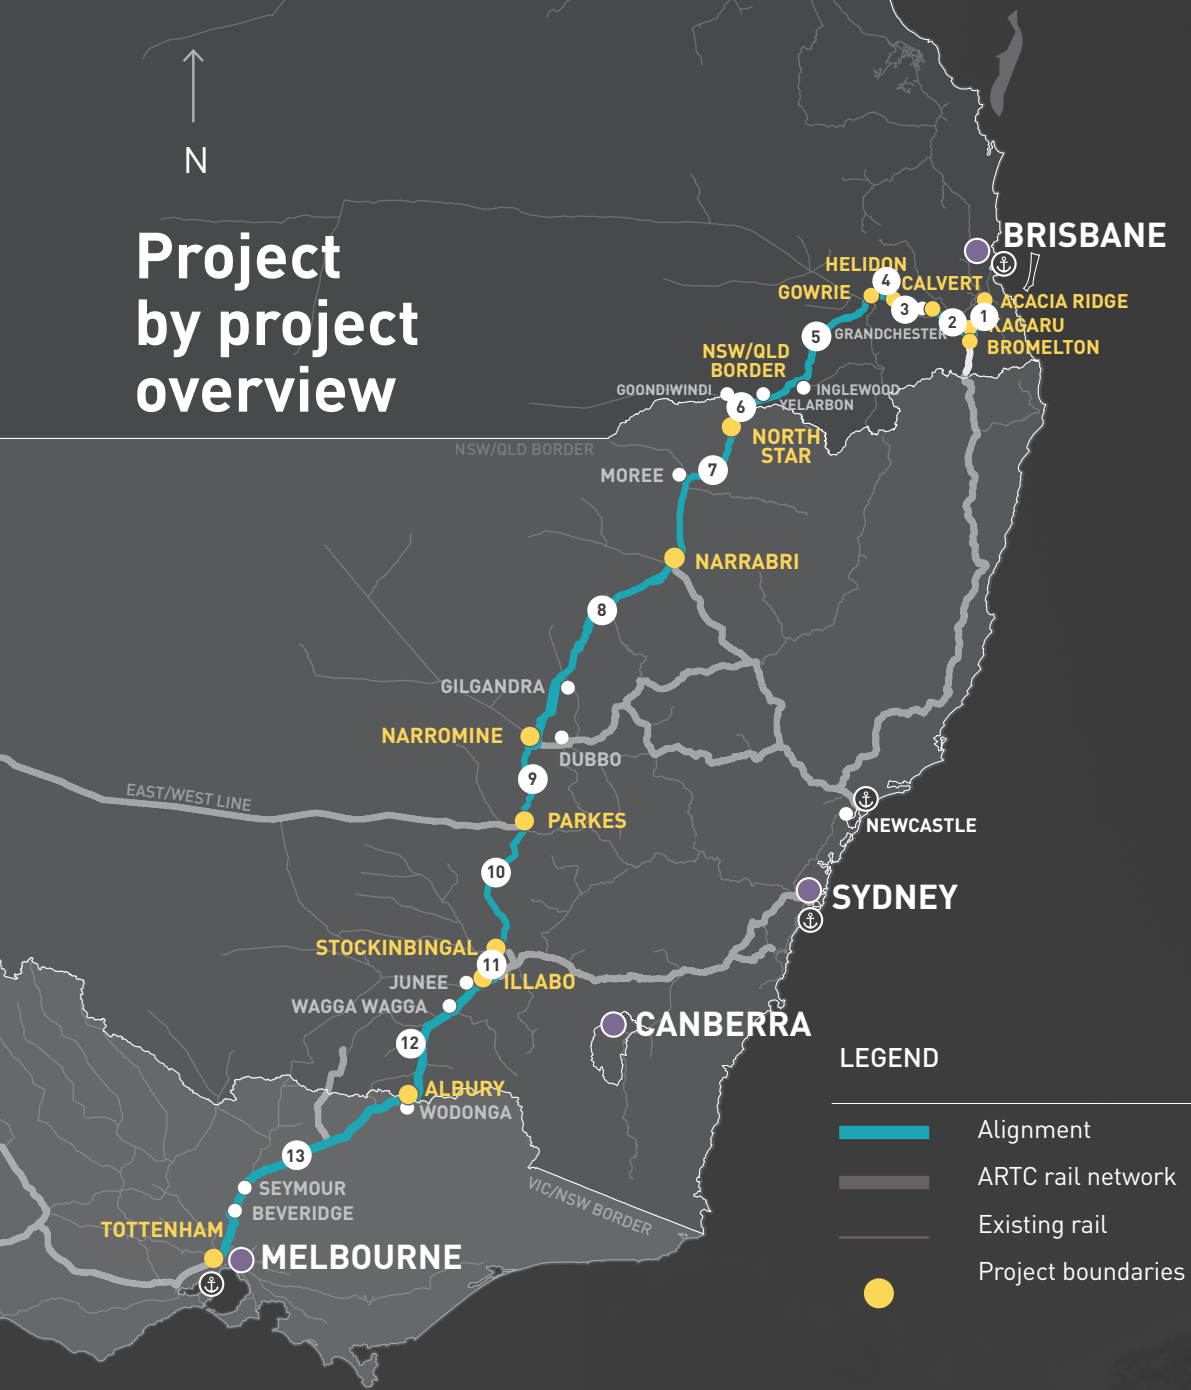 N
Project
by project
overview
BRISBANE
HELIDON
4
CALVERT
GOWRIE
ACACIA RIDGE
3
1
2
KAGARU
GRANDCHESTER
5
BROMELTON
NSW/QLD
BORDER
GOONDIWINDI
INGLEWOOD
YELARBON
6
NORTH
STAR
NSW/QLD BORDER
MOREE
7
NARRABRI
8
GILGANDRA
NARROMINE
DUBBO
9
EAST/WEST LINE
PARKES
NEWCASTLE
10
SYDNEY
STOCKINBINGAL
11
JUNEE
ILLABO
WAGGA WAGGA
CANBERRA
12
LEGEND
ALBURY
WODONGA
Alignment
13
ARTC rail network
SEYMOUR
BEVERIDGE
VIC/NSW BORDER
Existing rail
TOTTENHAM
MELBOURNE
Project boundaries